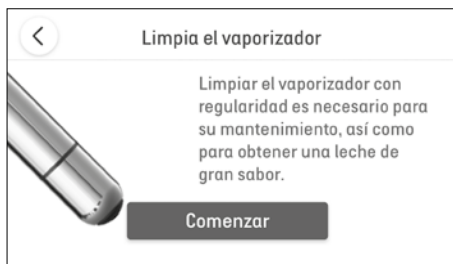 Limpia el vaporizador
Limpiar el vaporizador con
regularidad es necesario para
su mantenimiento, así como
para obtener una leche de
gran sabor.
Comenzar